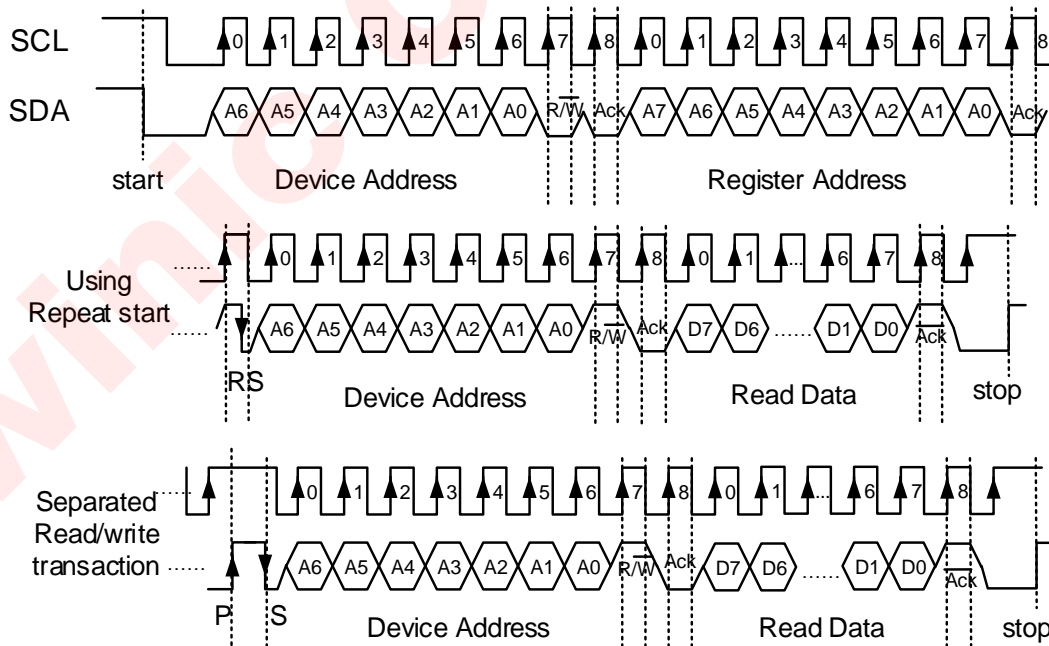 SCL 0 1 2 3 4 5 6 7 8 0 1 2 3 4 5 6 7 8
SDA A6 A5 A4 A3 A2 A1 A0 R/W̅ Ack A7 A6 A5 A4 A3 A2 A1 A0 Ack
start Device Address Register Address
Using
Repeat start
0 1 2 3 4 5 6 7 8 0 1 ... 6 7 8
A6 A5 A4 A3 A2 A1 A0 R/W̅ Ack D7 D6 ...... D1 D0 A̅c̅k̅
RS Device Address Read Data stop
Separated
Read/write
transaction
0 1 2 3 4 5 6 7 8 0 1 ... 6 7 8
A6 A5 A4 A3 A2 A1 A0 R/W̅ Ack D7 D6 ...... D1 D0 A̅c̅k̅
P S Device Address Read Data stop
winic